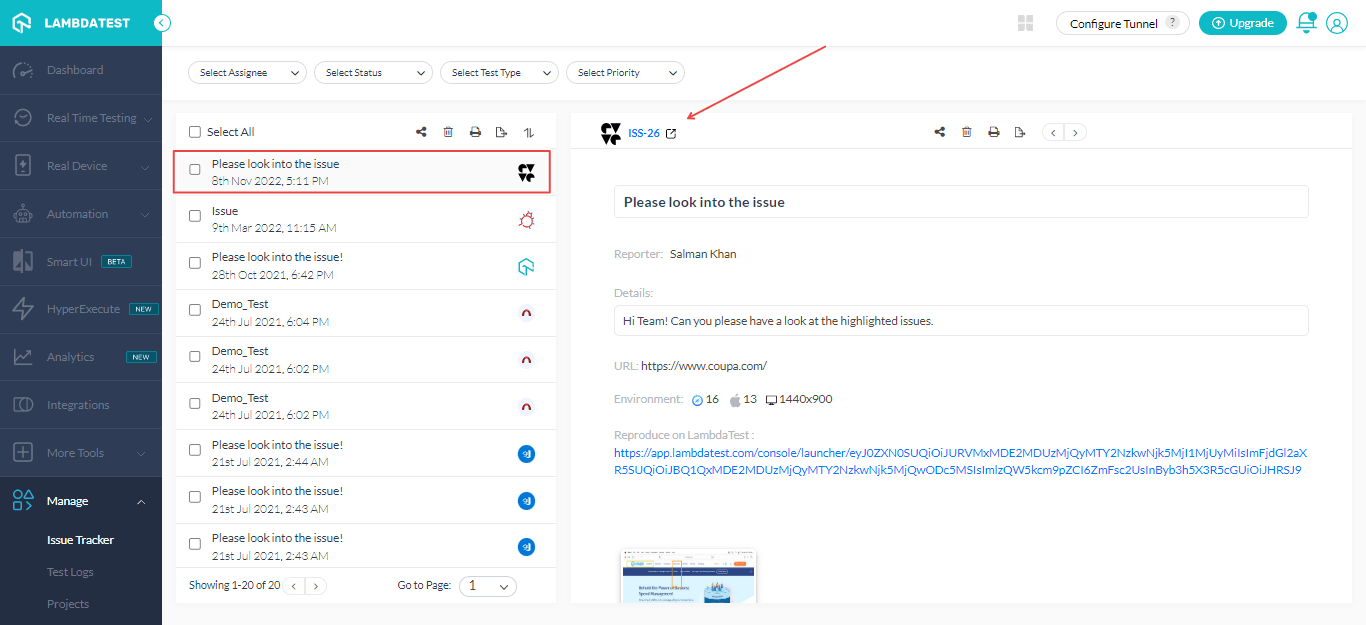 LAMBDATEST
Configure Tunnel ?
Upgrade
Dashboard
Real Time Testing
Real Device
Automation
Smart UI BETA
HyperExecute NEW
Analytics NEW
Integrations
More Tools
Manage
Issue Tracker
Test Logs
Projects
Select Assignee
Select Status
Select Test Type
Select Priority
Select All
Please look into the issue
8th Nov 2022, 5:11 PM
Issue
9th Mar 2022, 11:15 AM
Please look into the issue!
28th Oct 2021, 6:42 PM
Demo_Test
24th Jul 2021, 6:04 PM
Demo_Test
24th Jul 2021, 6:02 PM
Demo_Test
24th Jul 2021, 6:02 PM
Please look into the issue!
21st Jul 2021, 2:44 AM
Please look into the issue!
21st Jul 2021, 2:43 AM
Please look into the issue!
21st Jul 2021, 2:43 AM
Showing 1-20 of 20
Go to Page: 1
ISS-26
Please look into the issue
Reporter: Salman Khan
Details:
Hi Team! Can you please have a look at the highlighted issues.
URL: https://www.coupa.com/
Environment: 16 13 1440x900
Reproduce on LambdaTest :
https://app.lambdatest.com/console/launcher/eyJ0ZXN0SUQiOiJURVMxMDE2MDUzMjQyMTY2NzkwNjk5MjI1MjUyMiIsImFjdGl2aX
R5SUQiOiJBQ1QxMDE2MDUzMjQyMTY2NzkwNjk5MjQwODc5MSIsImlzQW5kcm9pZCI6ZmFsc2UsInByb3h5X3R5cGUiOiJHRSJ9